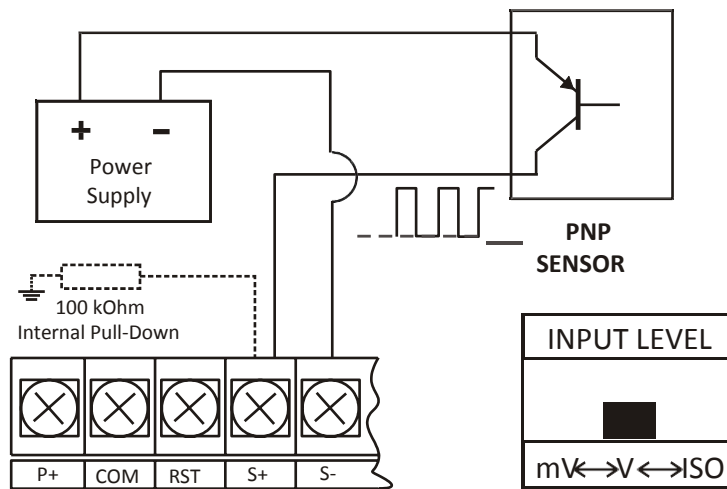 + -
Power
Supply
PNP
SENSOR
100 kOhm
Internal Pull-Down
INPUT LEVEL
mV↔V↔ISO
P+ COM RST S+ S-